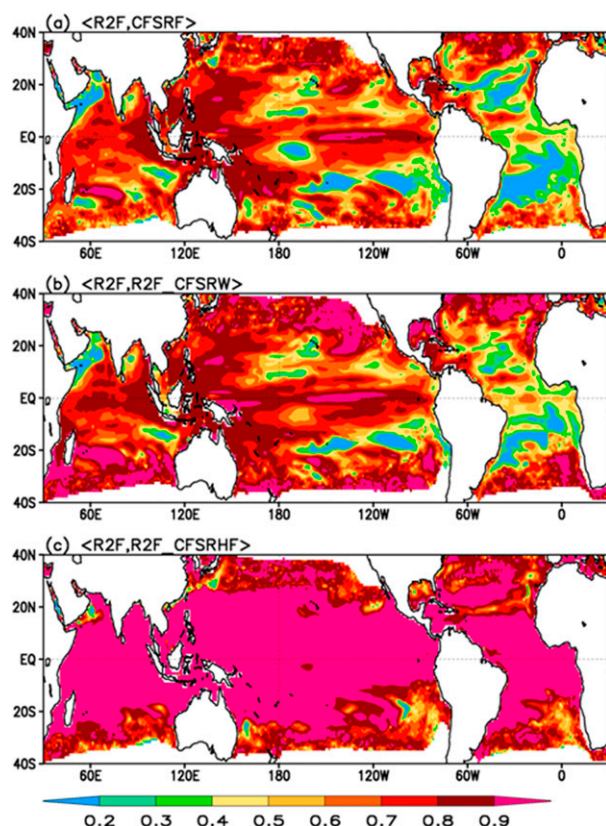 (a) <R2F,CFSRF>
40N
20N
EQ
20S
40S
60E 120E 180 120W 60W 0
(b) <R2F,R2F_CFSRW>
40N
20N
EQ
20S
40S
60E 120E 180 120W 60W 0
(c) <R2F,R2F_CFSRHF>
40N
20N
EQ
20S
40S
60E 120E 180 120W 60W 0
0.2 0.3 0.4 0.5 0.6 0.7 0.8 0.9